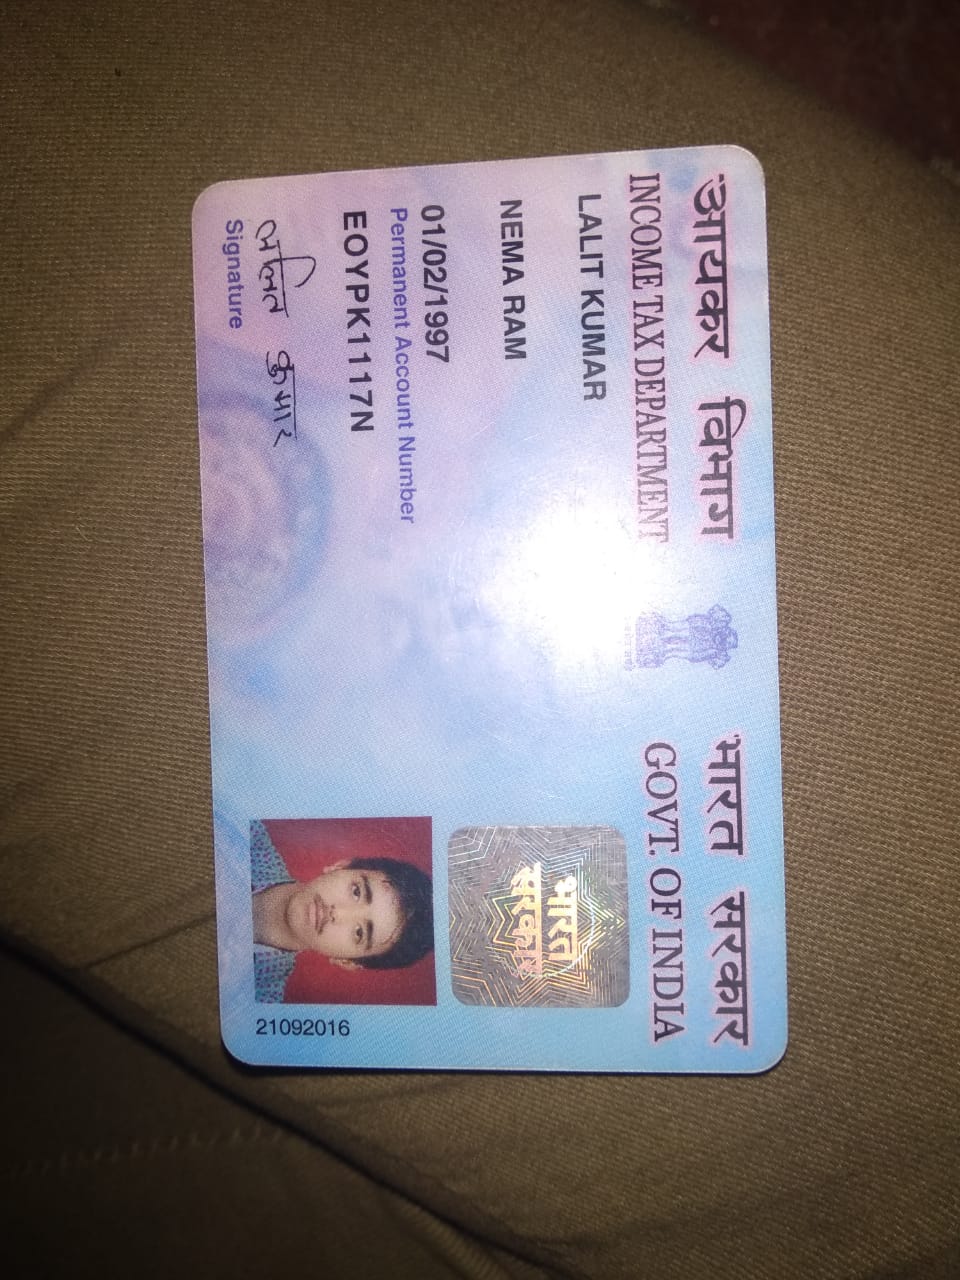 आयकर विभाग
INCOME TAX DEPARTMENT
भारत सरकार
GOVT. OF INDIA
LALIT KUMAR
NEMA RAM
01/02/1997
Permanent Account Number
EOYPK1117N
ललित कुमार
Signature
भारत
सरकार
21092016